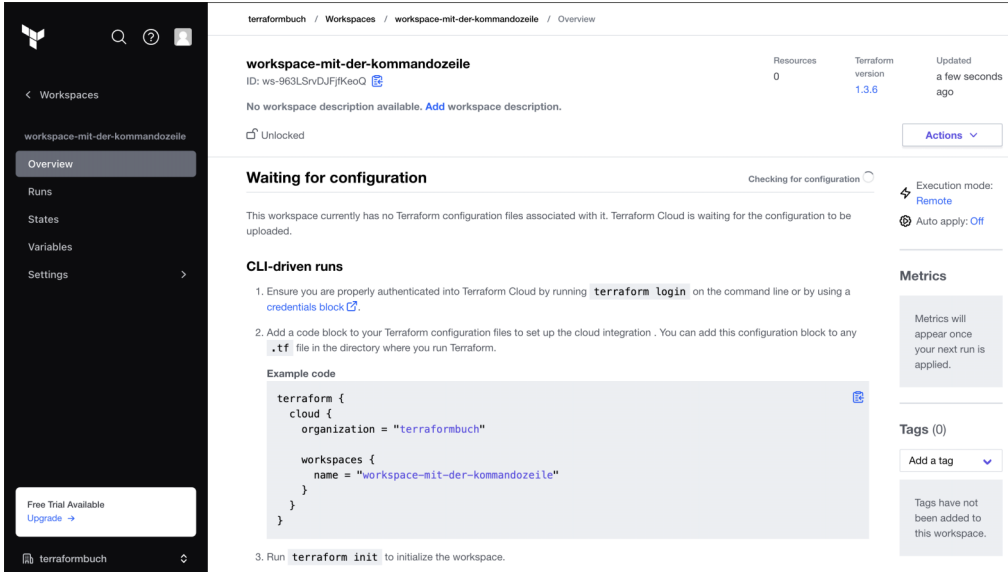 terraformbuch / Workspaces / workspace-mit-der-kommandozeile / Overview
< Workspaces
workspace-mit-der-kommandozeile
Overview
Runs
States
Variables
Settings
Free Trial Available
Upgrade →
terraformbuch
workspace-mit-der-kommandozeile
ID: ws-963LSrvDJFjfKeoQ
No workspace description available. Add workspace description.
Unlocked
Resources
0
Terraform
version
1.3.6
Updated
a few seconds
ago
Actions
Waiting for configuration
Checking for configuration
This workspace currently has no Terraform configuration files associated with it. Terraform Cloud is waiting for the configuration to be
uploaded.
CLI-driven runs
1. Ensure you are properly authenticated into Terraform Cloud by running terraform login on the command line or by using a
credentials block.
2. Add a code block to your Terraform configuration files to set up the cloud integration . You can add this configuration block to any
.tf file in the directory where you run Terraform.
Example code
terraform {
cloud {
organization = "terraformbuch"
workspaces {
name = "workspace-mit-der-kommandozeile"
}
}
}
3. Run terraform init to initialize the workspace.
Execution mode:
Remote
Auto apply: Off
Metrics
Metrics will
appear once
your next run is
applied.
Tags (0)
Add a tag
Tags have not
been added to
this workspace.